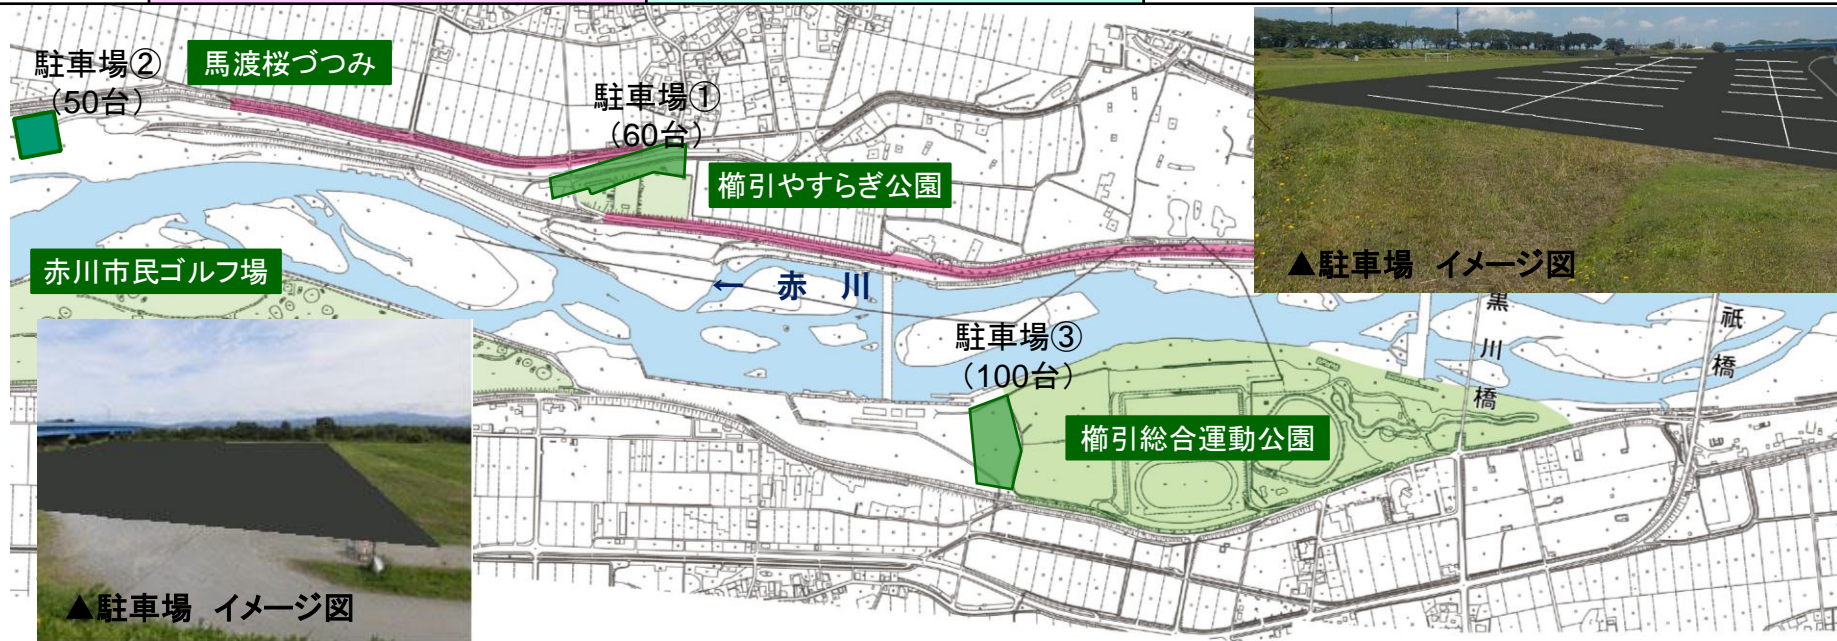 駐車場②
（50台）
馬渡桜づつみ
駐車場①
（60台）
櫛引やすらぎ公園
▲駐車場 イメージ図
赤川市民ゴルフ場
← 赤 川
駐車場③
（100台）
黒川橋
祇橋
櫛引総合運動公園
▲駐車場 イメージ図